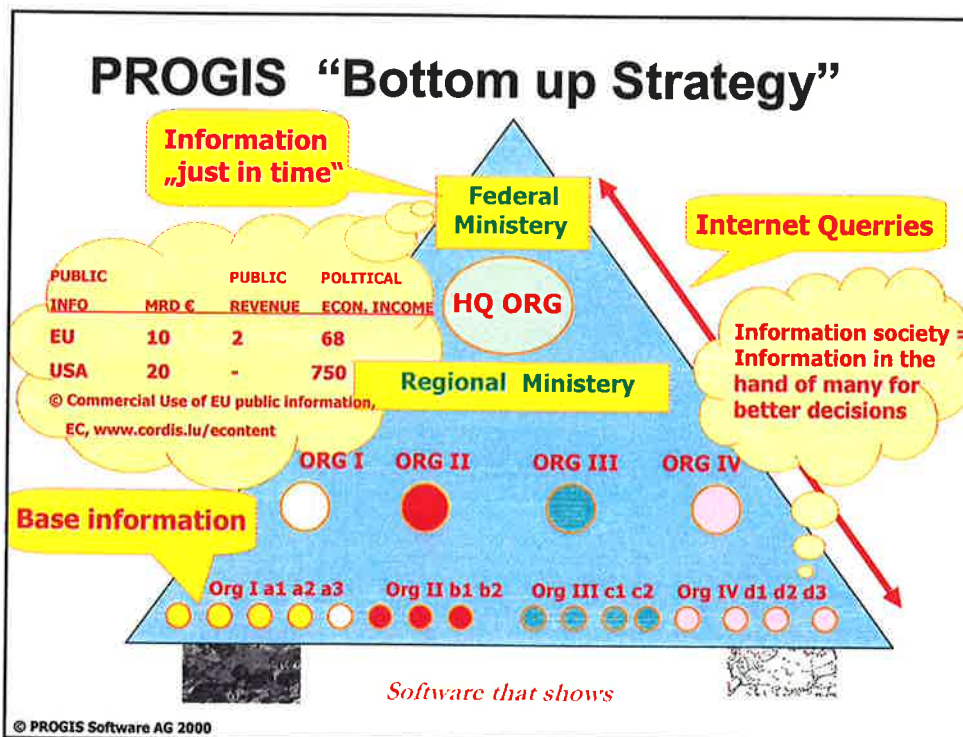 PROGIS “Bottom up Strategy”
Information
„just in time“
Federal
Ministery
Internet Querries
PUBLIC PUBLIC POLITICAL
INFO MRD € REVENUE ECON. INCOME
EU 10 2 68
USA 20 - 750
© Commercial Use of EU public information,
EC, www.cordis.lu/econtent
HQ ORG
Information society =
Information in the
hand of many for
better decisions
Regional Ministery
ORG I ORG II ORG III ORG IV
Base information
Org I a1 a2 a3 Org II b1 b2 Org III c1 c2 Org IV d1 d2 d3
Software that shows
© PROGIS Software AG 2000